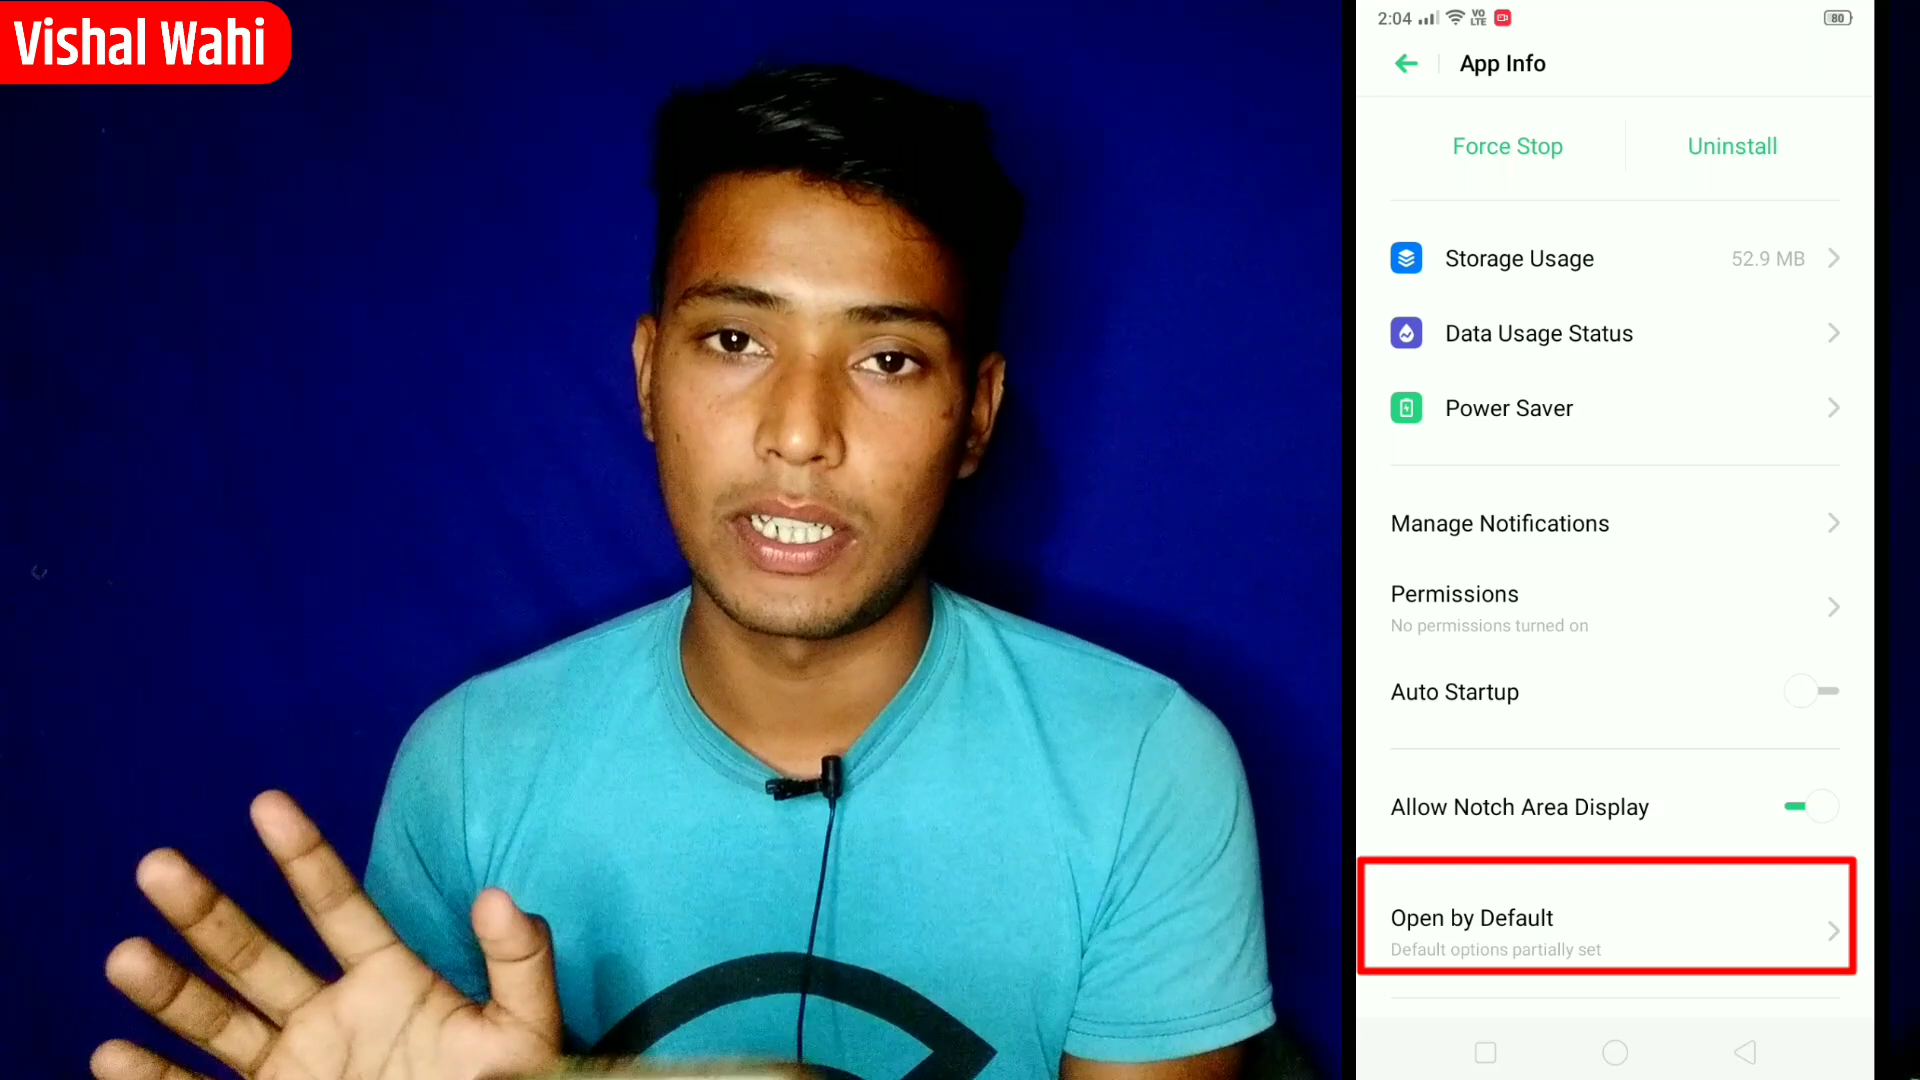 Vishal Wahi
2:04
VO
LTE
80
App Info
Force Stop
Uninstall
Storage Usage
52.9 MB
Data Usage Status
Power Saver
Manage Notifications
Permissions
No permissions turned on
Auto Startup
Allow Notch Area Display
Open by Default
Default options partially set